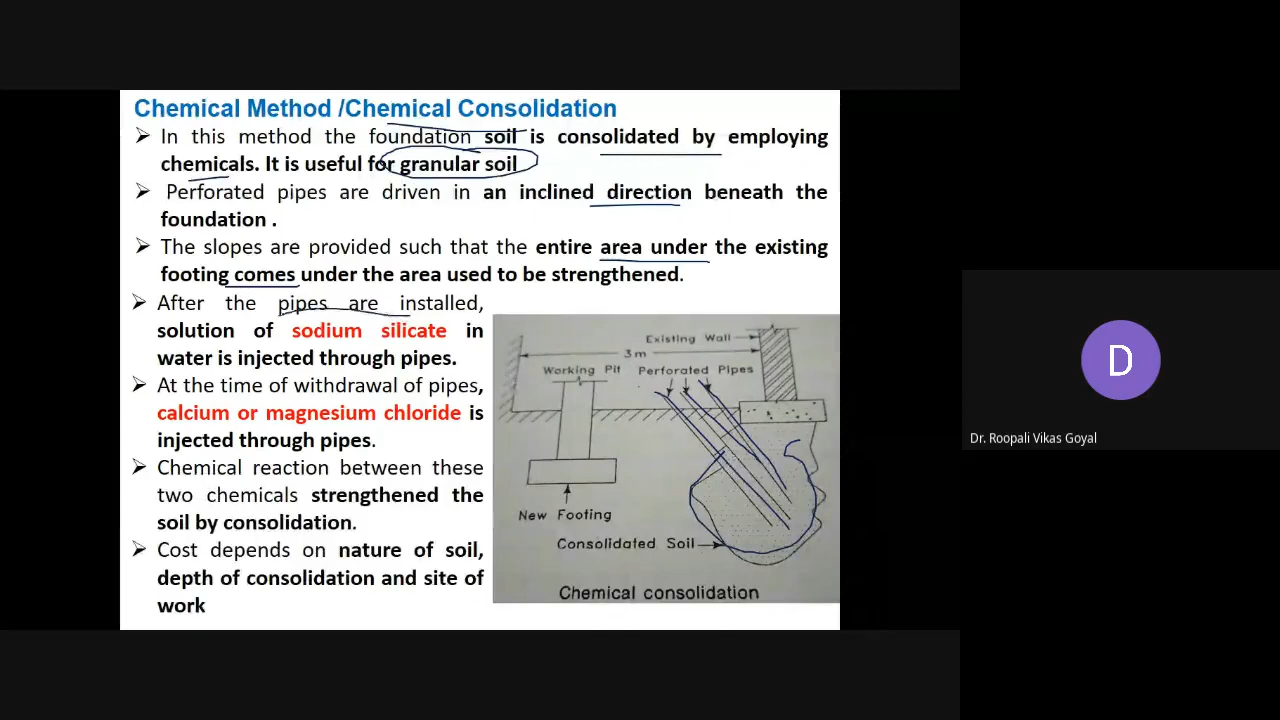 Chemical Method /Chemical Consolidation
➢ In this method the foundation soil is consolidated by employing
chemicals. It is useful for granular soil
➢ Perforated pipes are driven in an inclined direction beneath the
foundation .
➢ The slopes are provided such that the entire area under the existing
footing comes under the area used to be strengthened.
➢ After the pipes are installed,
solution of sodium silicate in
water is injected through pipes.
➢ At the time of withdrawal of pipes,
calcium or magnesium chloride is
injected through pipes.
➢ Chemical reaction between these
two chemicals strengthened the
soil by consolidation.
➢ Cost depends on nature of soil,
depth of consolidation and site of
work
Existing Wall
3 m
Working Pit
Perforated Pipes
New Footing
Consolidated Soil
Chemical consolidation
D
Dr. Roopali Vikas Goyal